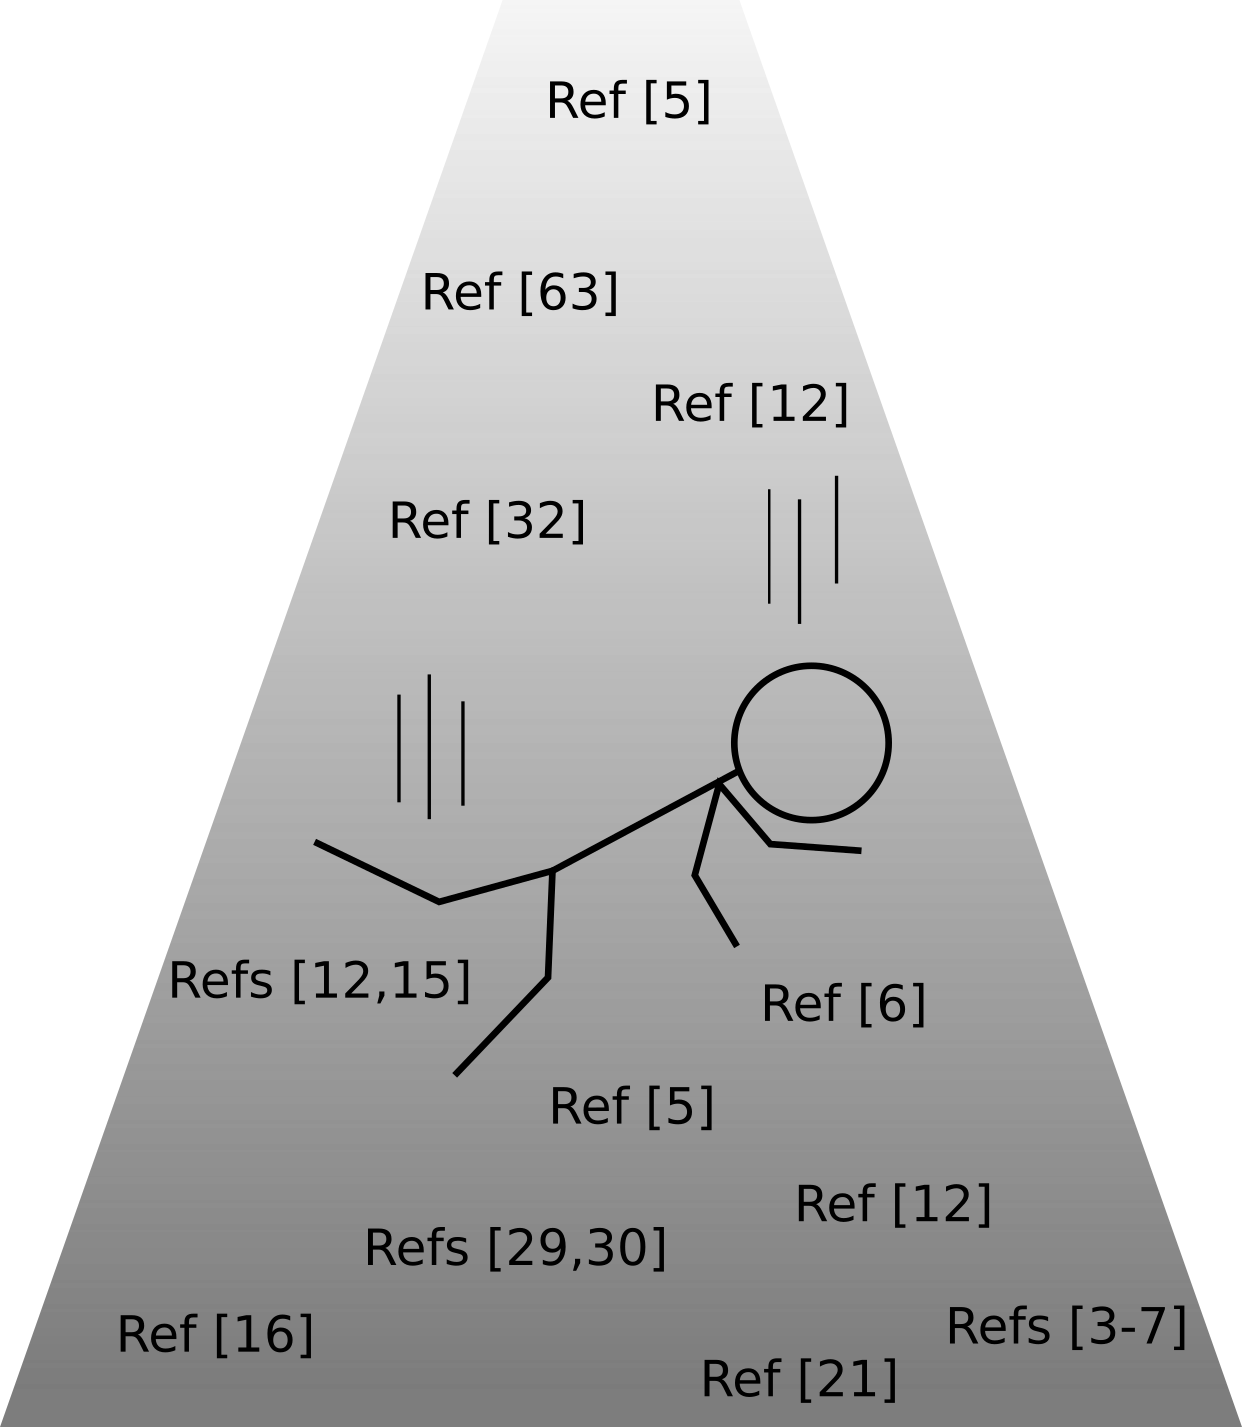 Ref [5]
Ref [63]
Ref [12]
Ref [32]
Refs [12,15]
Ref [6]
Ref [5]
Ref [12]
Refs [29,30]
Refs [3-7]
Ref [16]
Ref [21]